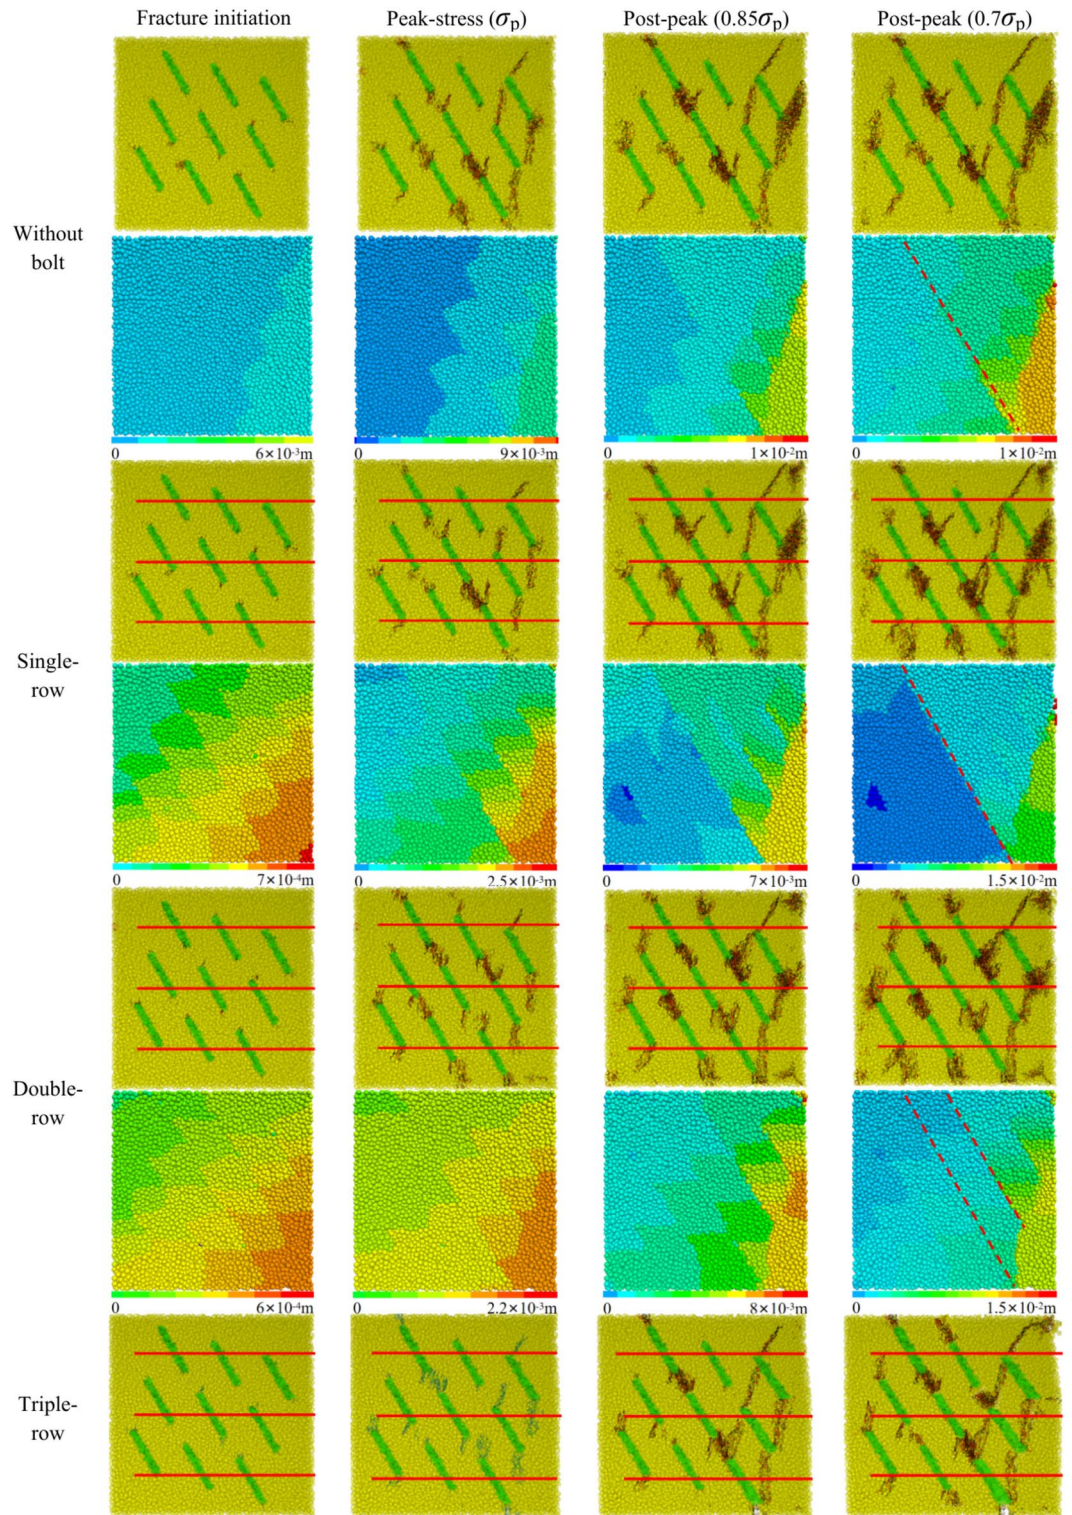 Fracture initiation Peak-stress (σp) Post-peak (0.85σp) Post-peak (0.7σp)
Without
bolt
0 6×10-3m 0 9×10-3m 0 1×10-2m 0 1×10-2m
Single-
row
0 7×10-4m 0 2.5×10-3m 0 7×10-3m 0 1.5×10-2m
Double-
row
0 6×10-4m 0 2.2×10-3m 0 8×10-3m 0 1.5×10-2m
Triple-
row